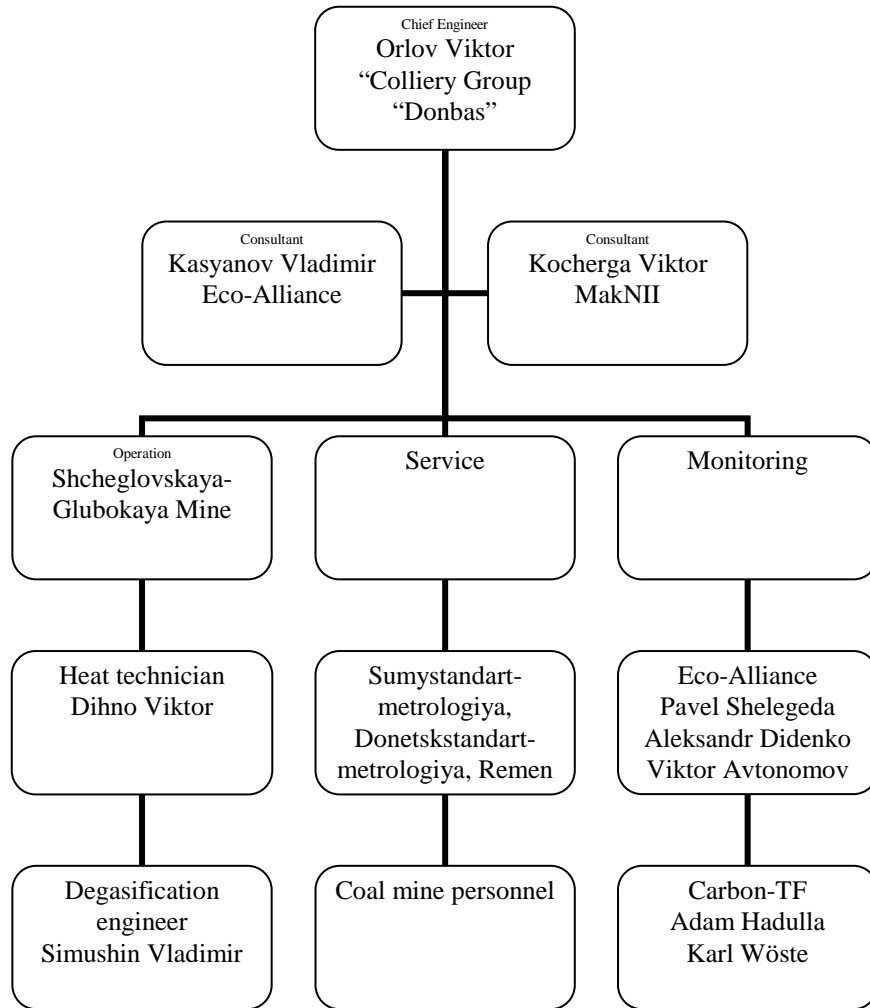 Chief Engineer
Orlov Viktor
“Colliery Group
“Donbas”
Consultant
Kasyanov Vladimir
Eco-Alliance
Consultant
Kocherga Viktor
MakNII
Operation
Shcheglovskaya-
Glubokaya Mine
Service
Monitoring
Heat technician
Dihno Viktor
Sumystandart-
metrologiya,
Donetskstandart-
metrologiya, Remen
Eco-Alliance
Pavel Shelegeda
Aleksandr Didenko
Viktor Avtonomov
Degasification
engineer
Simushin Vladimir
Coal mine personnel
Carbon-TF
Adam Hadulla
Karl Wöste